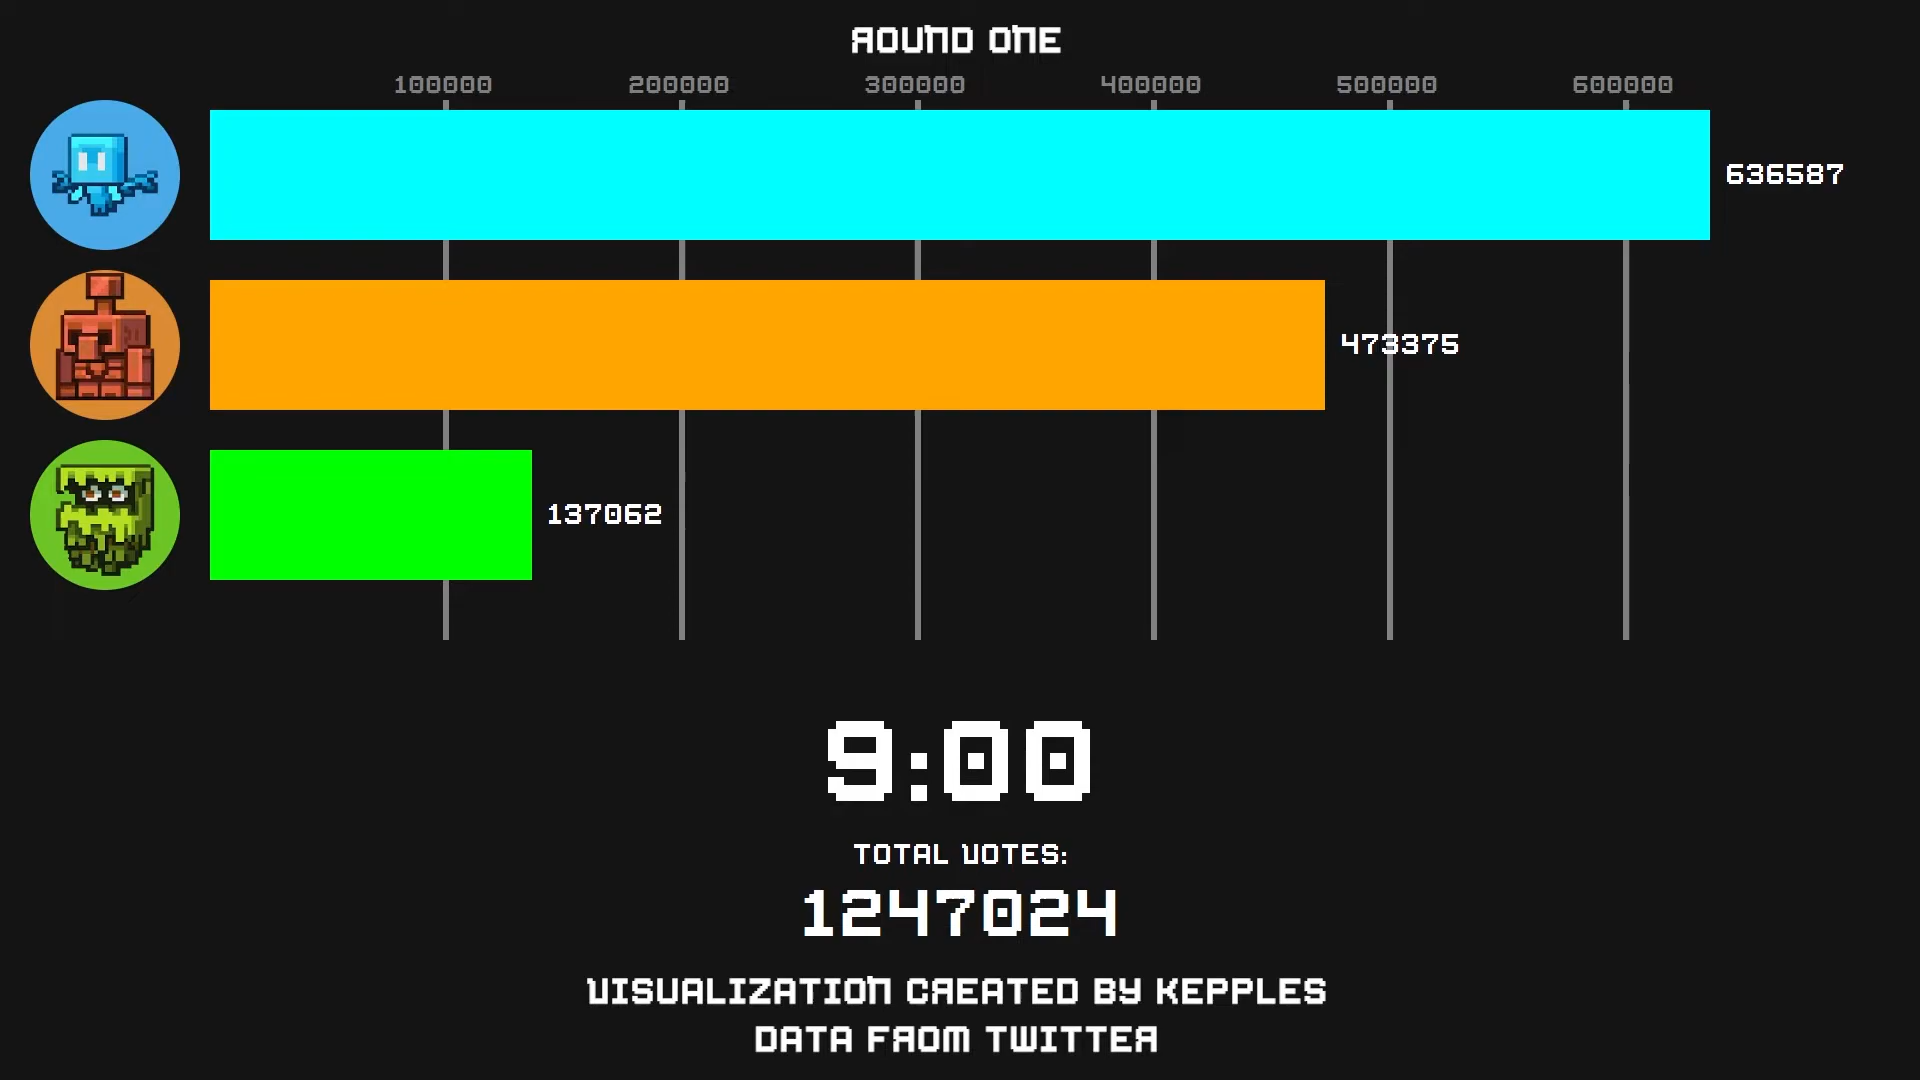 ROUND ONE
100000 200000 300000 400000 500000 600000
636587
473375
137062
9:00
TOTAL VOTES:
1247024
VISUALIZATION CREATED BY KEPPLES
DATA FROM TWITTER